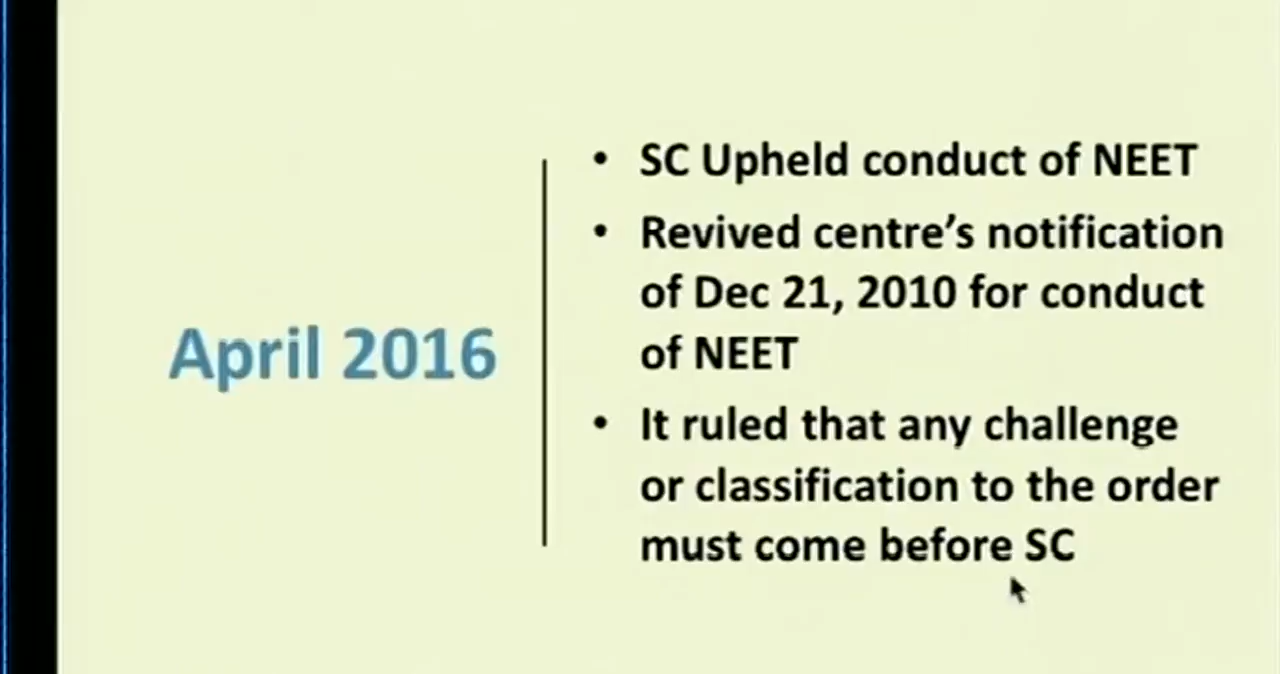 April 2016
• SC Upheld conduct of NEET
• Revived centre's notification
of Dec 21, 2010 for conduct
of NEET
• It ruled that any challenge
or classification to the order
must come before SC